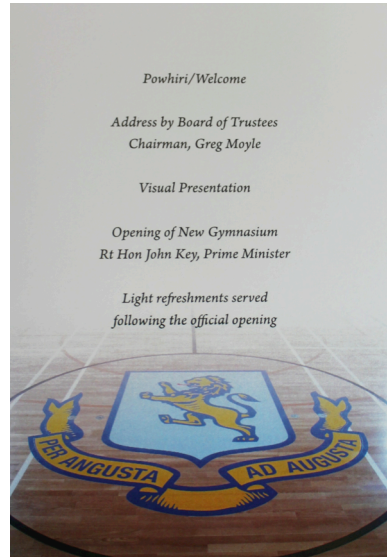 Powhiri/Welcome
Address by Board of Trustees
Chairman, Greg Moyle
Visual Presentation
Opening of New Gymnasium
Rt Hon John Key, Prime Minister
Light refreshments served
following the official opening
PER ANGUSTA AD AUGUSTA